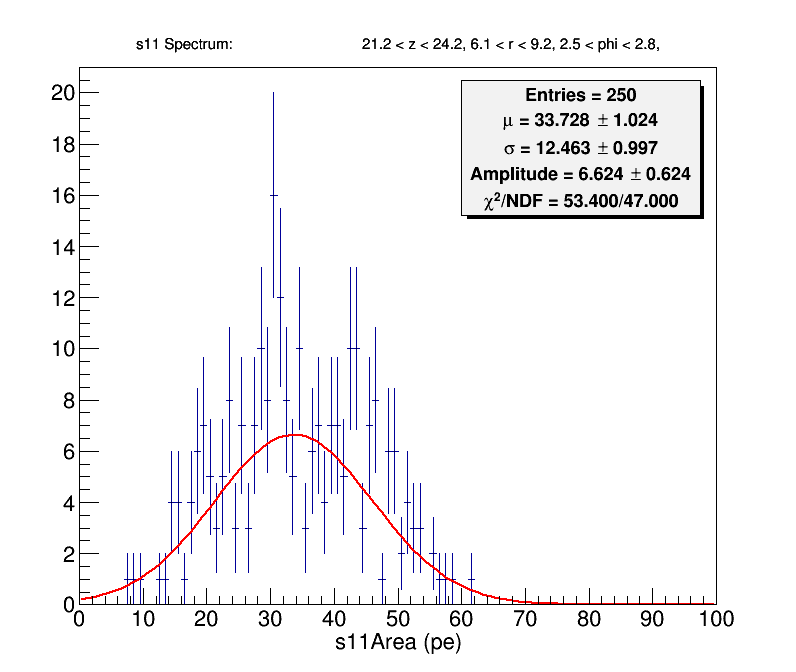 s11 Spectrum: 21.2 < z < 24.2, 6.1 < r < 9.2, 2.5 < phi < 2.8,
Entries = 250
μ = 33.728 ± 1.024
σ = 12.463 ± 0.997
Amplitude = 6.624 ± 0.624
χ²/NDF = 53.400/47.000
20
18
16
14
12
10
8
6
4
2
0
0 10 20 30 40 50 60 70 80 90 100
s11Area (pe)